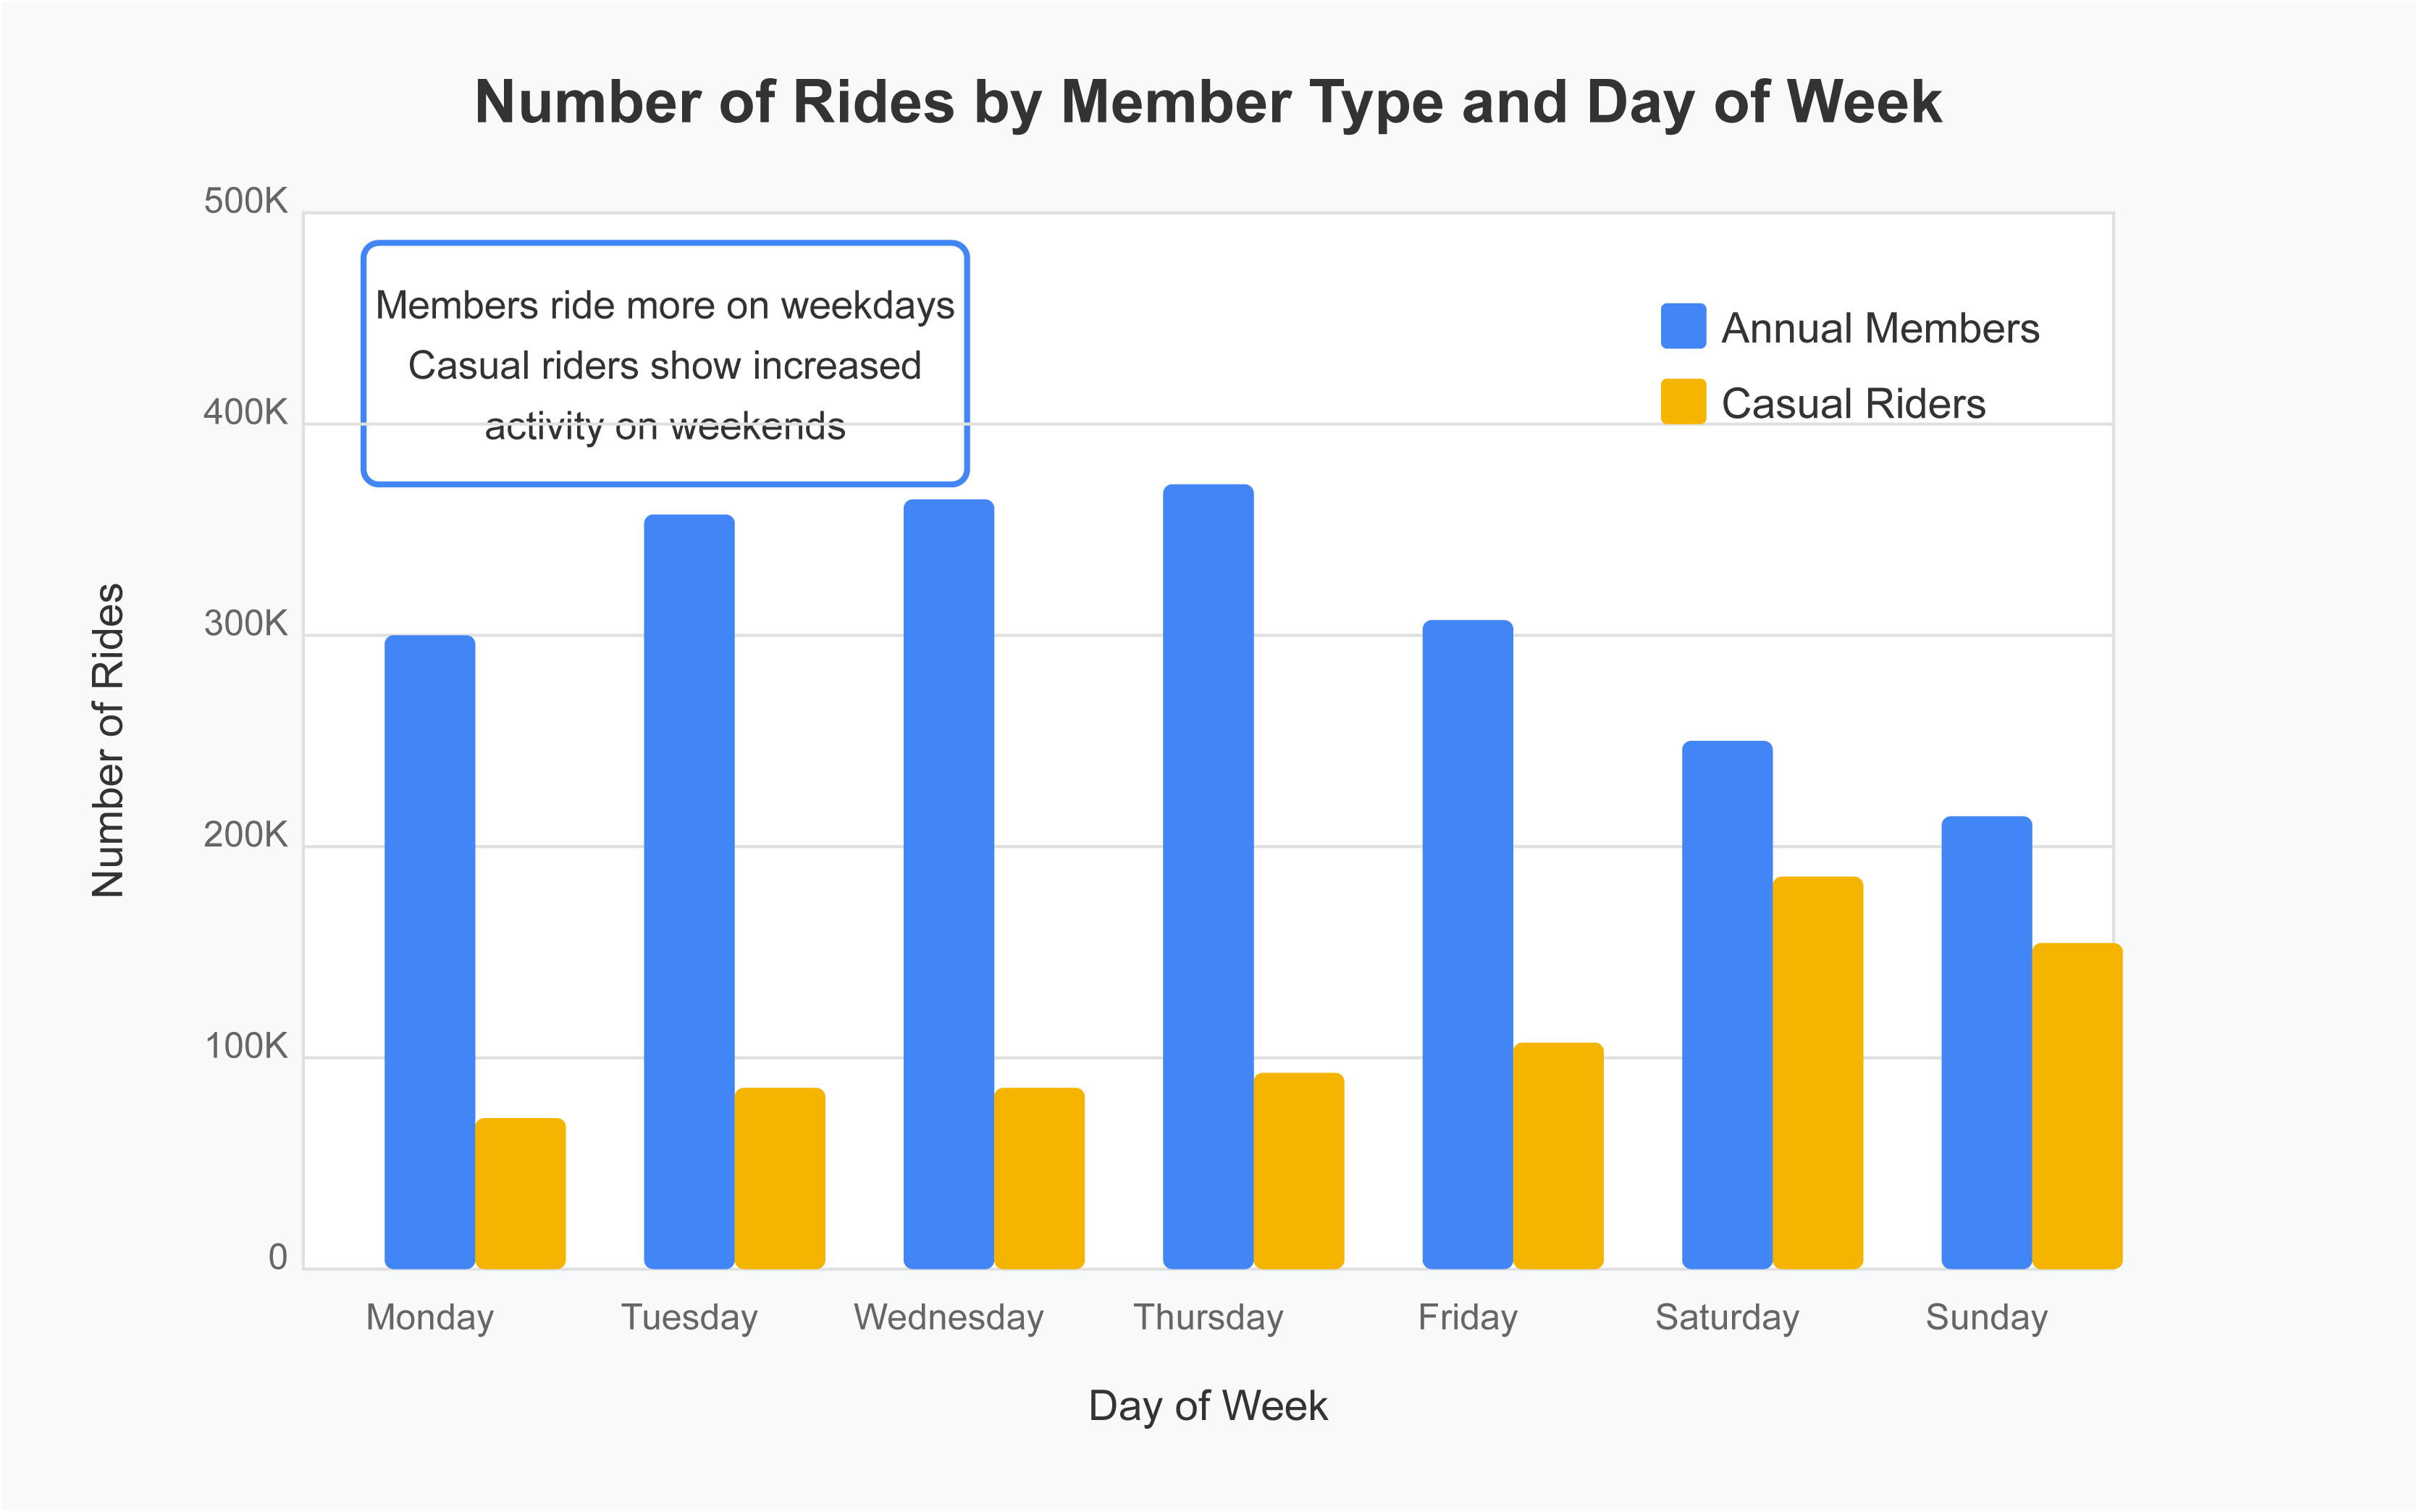 Number of Rides by Member Type and Day of Week
500K
Members ride more on weekdays
Casual riders show increased
activity on weekends
Annual Members
Casual Riders
400K
300K
200K
100K
0
Number of Rides
Monday Tuesday Wednesday Thursday Friday Saturday Sunday
Day of Week